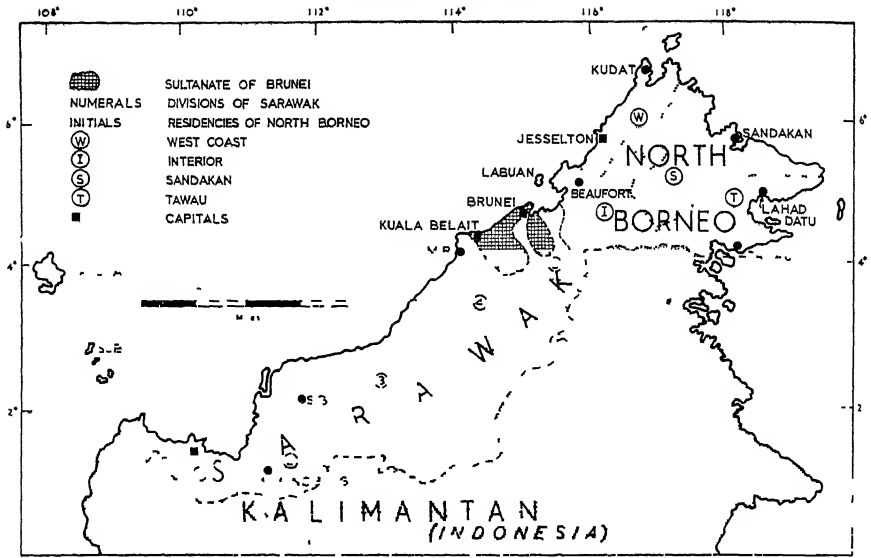 108° 110° 112° 114° 116° 118°
SULTANATE OF BRUNEI
NUMERALS DIVISIONS OF SARAWAK
INITIALS RESIDENCIES OF NORTH BORNEO
W WEST COAST
I INTERIOR
S SANDAKAN
T TAWAU
CAPITALS
KUDAT
6° 6°
W
JESSELTON
SANDAKAN
NORTH
LABUAN
S
BRUNEI
BEAUFORT
T
I
LAHAD
DATU
BORNEO
KUALA BELAIT
4° 4°
3
2° 2°
SARAWAK
KALIMANTAN
(INDONESIA)